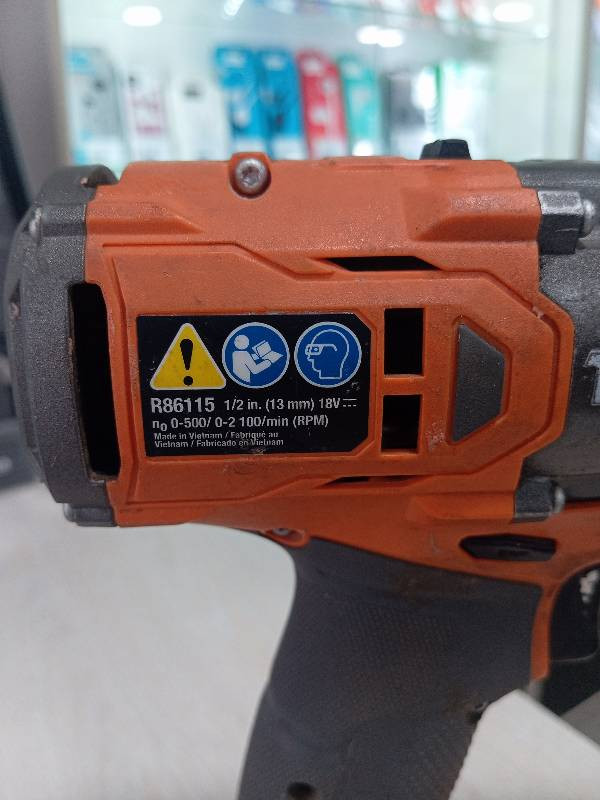 R86115 1/2 in. (13 mm) 18V⎓
n₀ 0-500/ 0-2 100/min (RPM)
Made in Vietnam / Fabriqué au
Vietnam / Fabricado en Vietnam